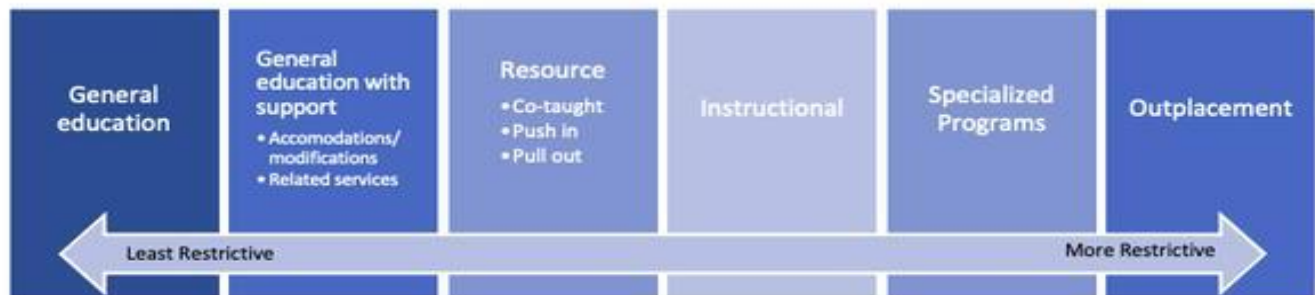 General
education
General
education with
support
•Accomodations/
modifications
•Related services
Resource
•Co-taught
•Push in
•Pull out
Instructional
Specialized
Programs
Outplacement
Least Restrictive
More Restrictive